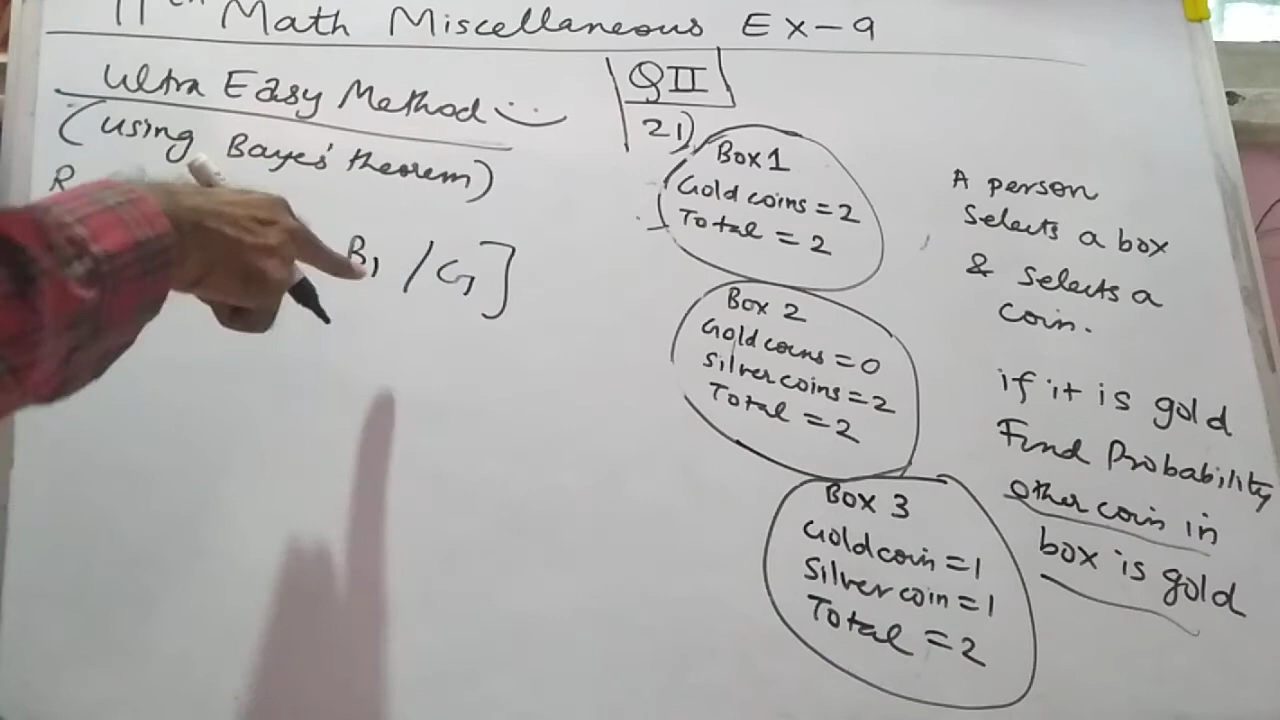 11th Math Miscellaneous Ex-9
Ultra Easy Method
(using Bayes' theorem)
B1 / G]
QII
21)
Box 1
Gold coins = 2
Total = 2
Box 2
Gold coins = 0
Silver coins = 2
Total = 2
Box 3
Gold coin = 1
Silver coin = 1
Total = 2
A person
Selects a box
& Selects a
coin.
if it is gold
Find Probability
other coin in
box is gold